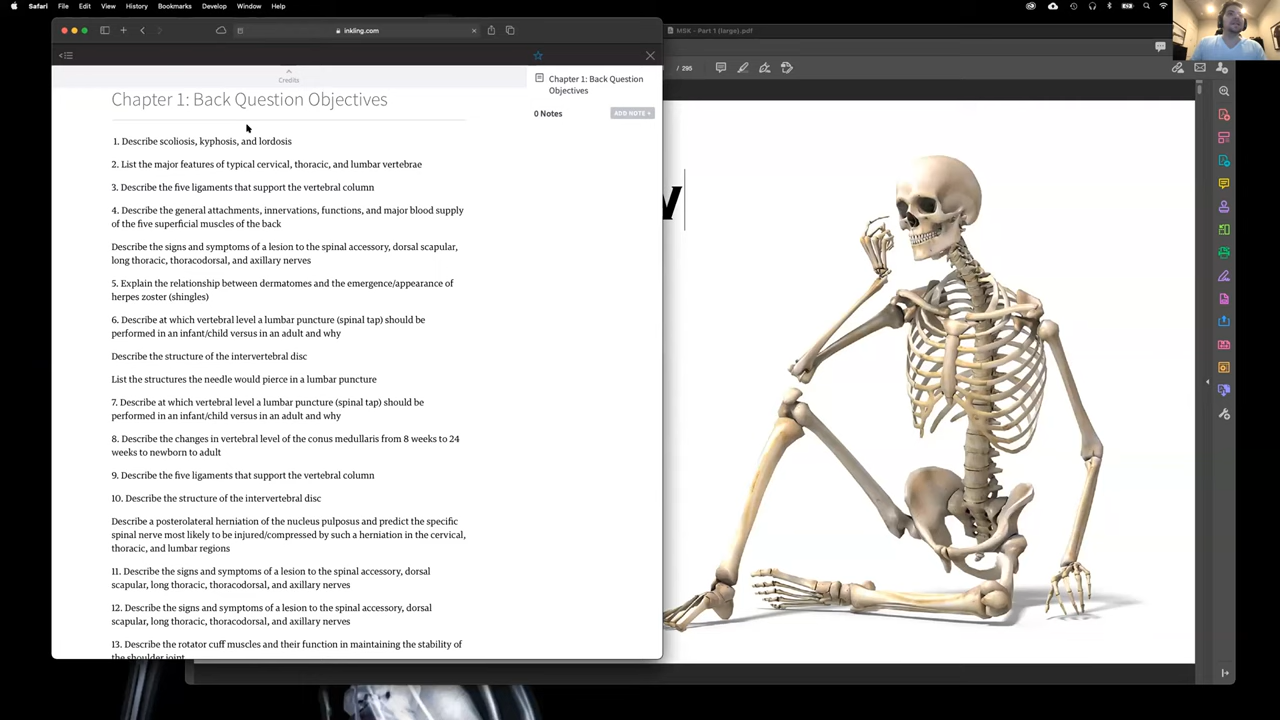 Safari File Edit View History Bookmarks Develop Window Help
inkling.com
MSK - Part 1 (large).pdf
/ 295
Credits
Chapter 1: Back Question Objectives
Chapter 1: Back Question
Objectives
0 Notes
ADD NOTE
1. Describe scoliosis, kyphosis, and lordosis
2. List the major features of typical cervical, thoracic, and lumbar vertebrae
3. Describe the five ligaments that support the vertebral column
4. Describe the general attachments, innervations, functions, and major blood supply
of the five superficial muscles of the back
Describe the signs and symptoms of a lesion to the spinal accessory, dorsal scapular,
long thoracic, thoracodorsal, and axillary nerves
5. Explain the relationship between dermatomes and the emergence/appearance of
herpes zoster (shingles)
6. Describe at which vertebral level a lumbar puncture (spinal tap) should be
performed in an infant/child versus in an adult and why
Describe the structure of the intervertebral disc
List the structures the needle would pierce in a lumbar puncture
7. Describe at which vertebral level a lumbar puncture (spinal tap) should be
performed in an infant/child versus in an adult and why
8. Describe the changes in vertebral level of the conus medullaris from 8 weeks to 24
weeks to newborn to adult
9. Describe the five ligaments that support the vertebral column
10. Describe the structure of the intervertebral disc
Describe a posterolateral herniation of the nucleus pulposus and predict the specific
spinal nerve most likely to be injured/compressed by such a herniation in the cervical,
thoracic, and lumbar regions
11. Describe the signs and symptoms of a lesion to the spinal accessory, dorsal
scapular, long thoracic, thoracodorsal, and axillary nerves
12. Describe the signs and symptoms of a lesion to the spinal accessory, dorsal
scapular, long thoracic, thoracodorsal, and axillary nerves
13. Describe the rotator cuff muscles and their function in maintaining the stability of
the shoulder joint